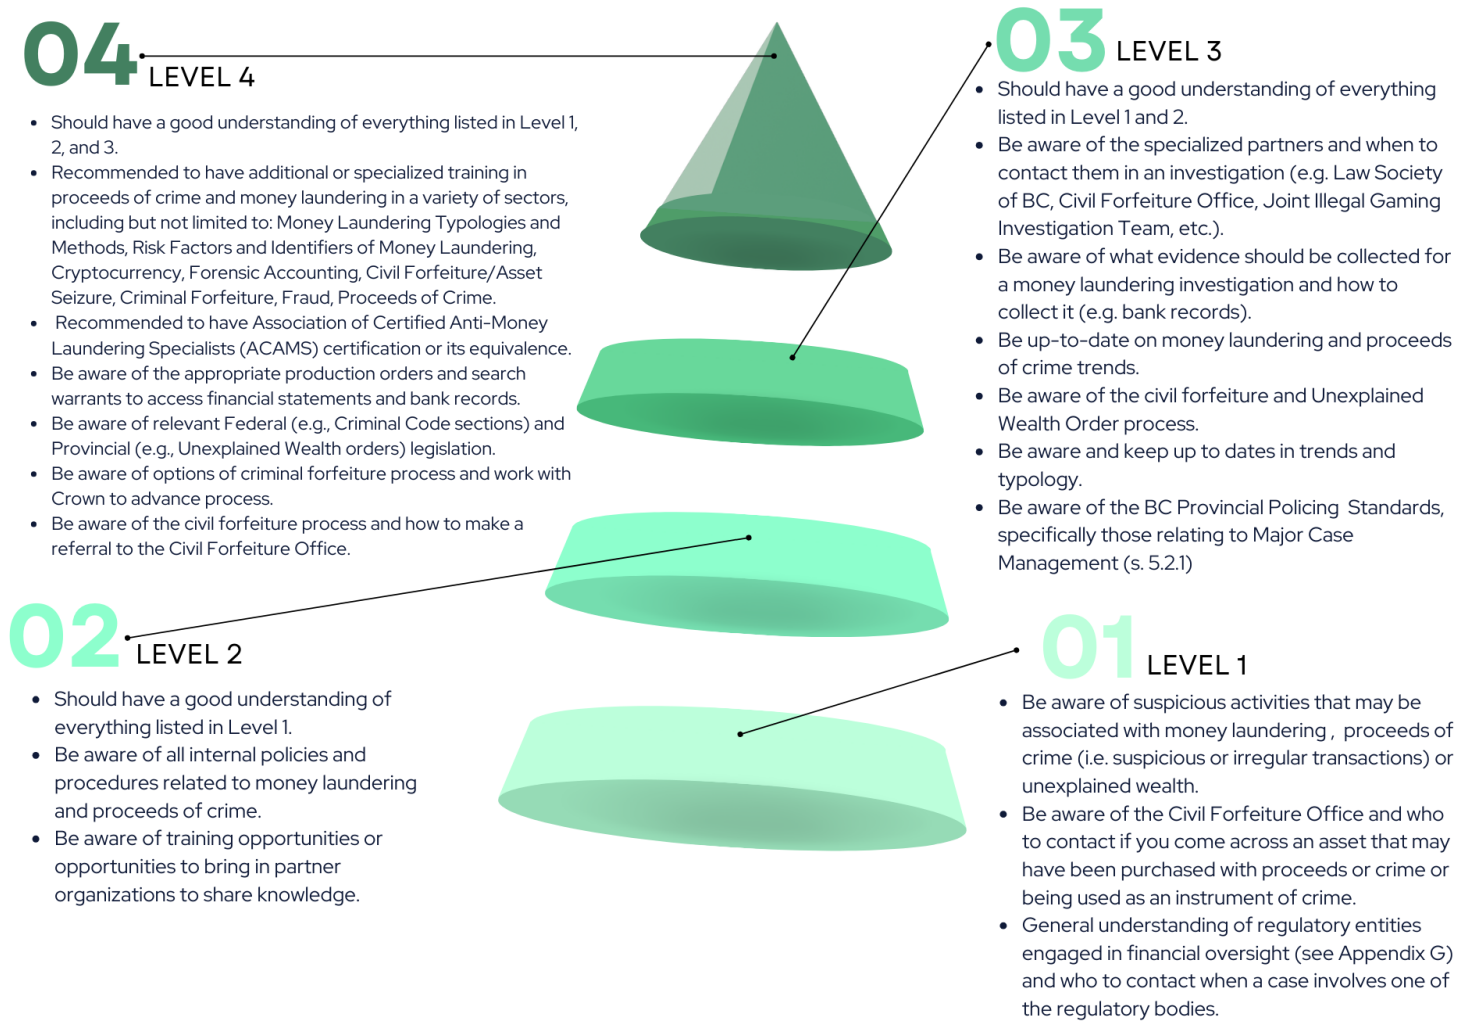 04
LEVEL 4
Should have a good understanding of everything listed in Level 1,
2, and 3.
Recommended to have additional or specialized training in
proceeds of crime and money laundering in a variety of sectors,
including but not limited to: Money Laundering Typologies and
Methods, Risk Factors and Identifiers of Money Laundering,
Cryptocurrency, Forensic Accounting, Civil Forfeiture/Asset
Seizure, Criminal Forfeiture, Fraud, Proceeds of Crime.
Recommended to have Association of Certified Anti-Money
Laundering Specialists (ACAMS) certification or its equivalence.
Be aware of the appropriate production orders and search
warrants to access financial statements and bank records.
Be aware of relevant Federal (e.g., Criminal Code sections) and
Provincial (e.g., Unexplained Wealth orders) legislation.
Be aware of options of criminal forfeiture process and work with
Crown to advance process.
Be aware of the civil forfeiture process and how to make a
referral to the Civil Forfeiture Office.
03
LEVEL 3
Should have a good understanding of everything
listed in Level 1 and 2.
Be aware of the specialized partners and when to
contact them in an investigation (e.g. Law Society
of BC, Civil Forfeiture Office, Joint Illegal Gaming
Investigation Team, etc.).
Be aware of what evidence should be collected for
a money laundering investigation and how to
collect it (e.g. bank records).
Be up-to-date on money laundering and proceeds
of crime trends.
Be aware of the civil forfeiture and Unexplained
Wealth Order process.
Be aware and keep up to dates in trends and
typology.
Be aware of the BC Provincial Policing Standards,
specifically those relating to Major Case
Management (s. 5.2.1)
02
LEVEL 2
Should have a good understanding of
everything listed in Level 1.
Be aware of all internal policies and
procedures related to money laundering
and proceeds of crime.
Be aware of training opportunities or
opportunities to bring in partner
organizations to share knowledge.
01
LEVEL 1
Be aware of suspicious activities that may be
associated with money laundering , proceeds of
crime (i.e. suspicious or irregular transactions) or
unexplained wealth.
Be aware of the Civil Forfeiture Office and who
to contact if you come across an asset that may
have been purchased with proceeds or crime or
being used as an instrument of crime.
General understanding of regulatory entities
engaged in financial oversight (see Appendix G)
and who to contact when a case involves one of
the regulatory bodies.